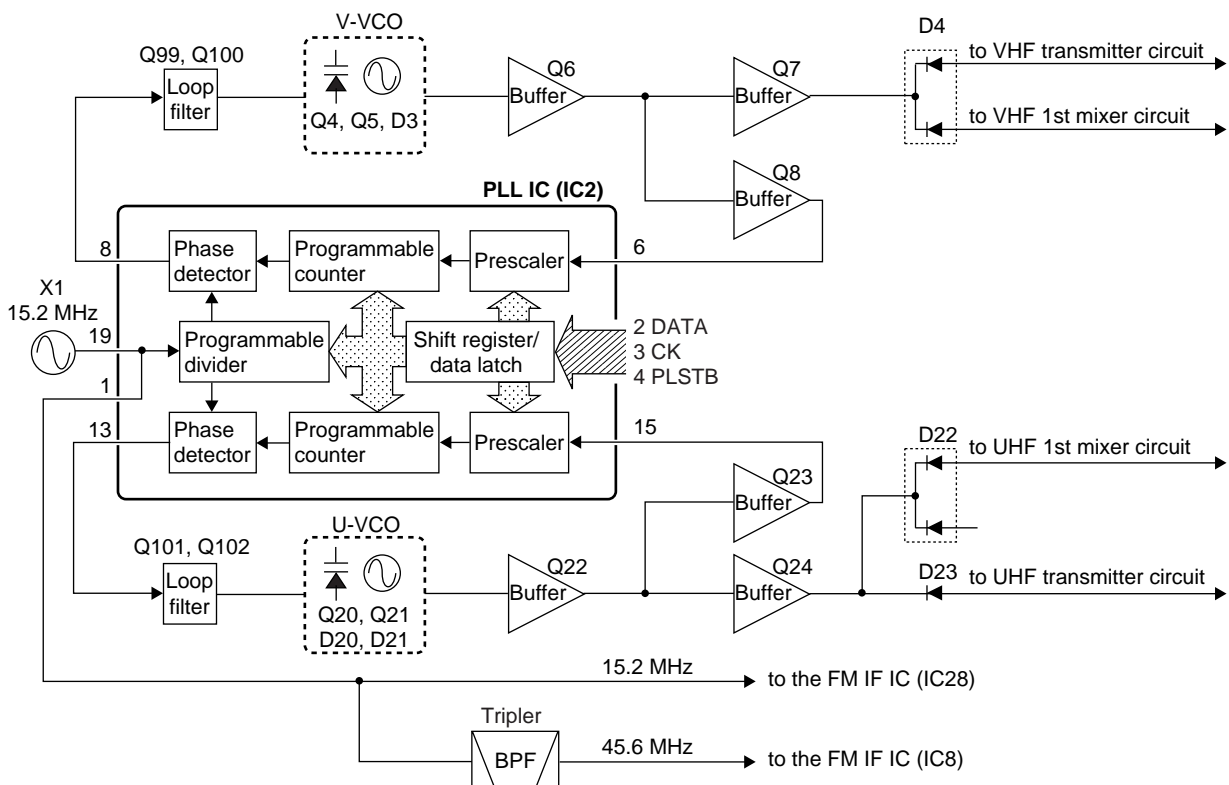 V-VCO
D4
Q99, Q100
Loop
filter
Q4, Q5, D3
Q6
Buffer
Q7
Buffer
to VHF transmitter circuit
to VHF 1st mixer circuit
Q8
Buffer
PLL IC (IC2)
8
Phase
detector
Programmable
counter
Prescaler
6
X1
15.2 MHz
19
Programmable
divider
Shift register/
data latch
2 DATA
3 CK
4 PLSTB
1
13
Phase
detector
Programmable
counter
Prescaler
15
D22
to UHF 1st mixer circuit
Q23
Buffer
U-VCO
Q101, Q102
Loop
filter
Q20, Q21
D20, D21
Q22
Buffer
Q24
Buffer
D23
to UHF transmitter circuit
15.2 MHz
to the FM IF IC (IC28)
Tripler
BPF
45.6 MHz
to the FM IF IC (IC8)